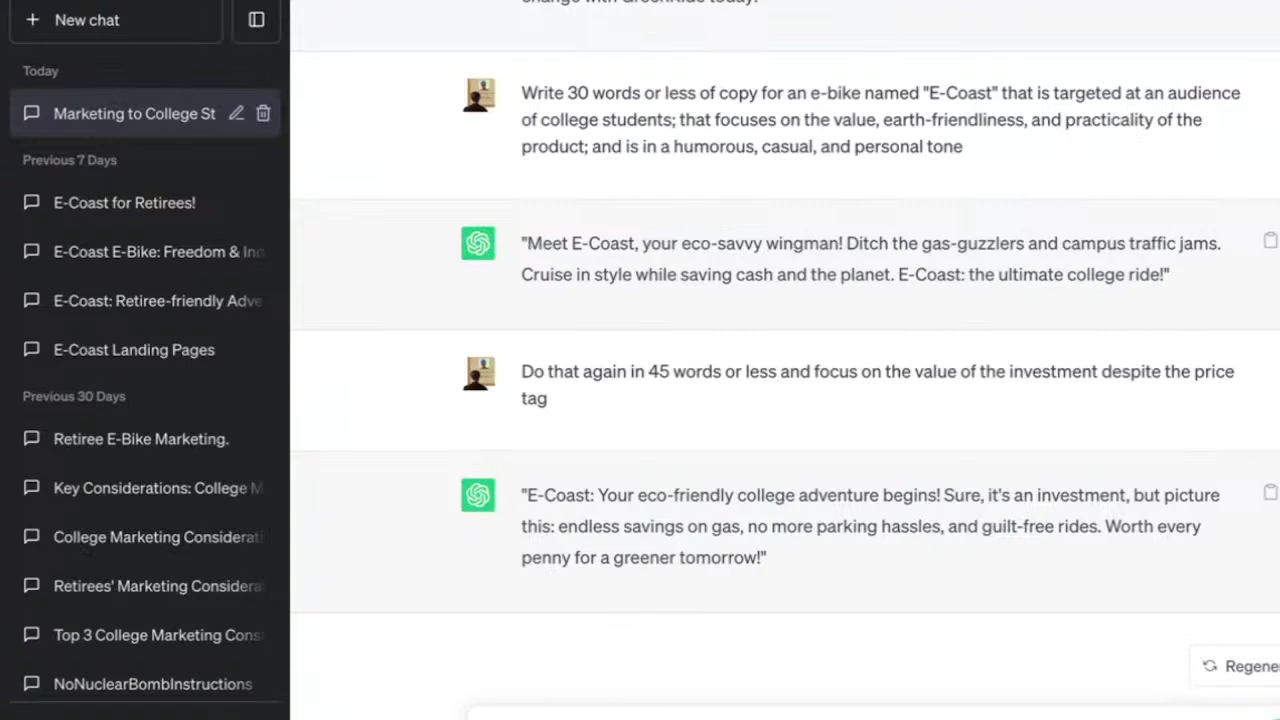 New chat
Today
Marketing to College St
Previous 7 Days
E-Coast for Retirees!
E-Coast E-Bike: Freedom & Ind
E-Coast: Retiree-friendly Adve
E-Coast Landing Pages
Previous 30 Days
Retiree E-Bike Marketing.
Key Considerations: College M
College Marketing Considerati
Retirees' Marketing Considera
Top 3 College Marketing Cons
NoNuclearBombInstructions
change with GreenRide today."
Write 30 words or less of copy for an e-bike named "E-Coast" that is targeted at an audience
of college students; that focuses on the value, earth-friendliness, and practicality of the
product; and is in a humorous, casual, and personal tone
"Meet E-Coast, your eco-savvy wingman! Ditch the gas-guzzlers and campus traffic jams.
Cruise in style while saving cash and the planet. E-Coast: the ultimate college ride!"
Do that again in 45 words or less and focus on the value of the investment despite the price
tag
"E-Coast: Your eco-friendly college adventure begins! Sure, it's an investment, but picture
this: endless savings on gas, no more parking hassles, and guilt-free rides. Worth every
penny for a greener tomorrow!"
Regene